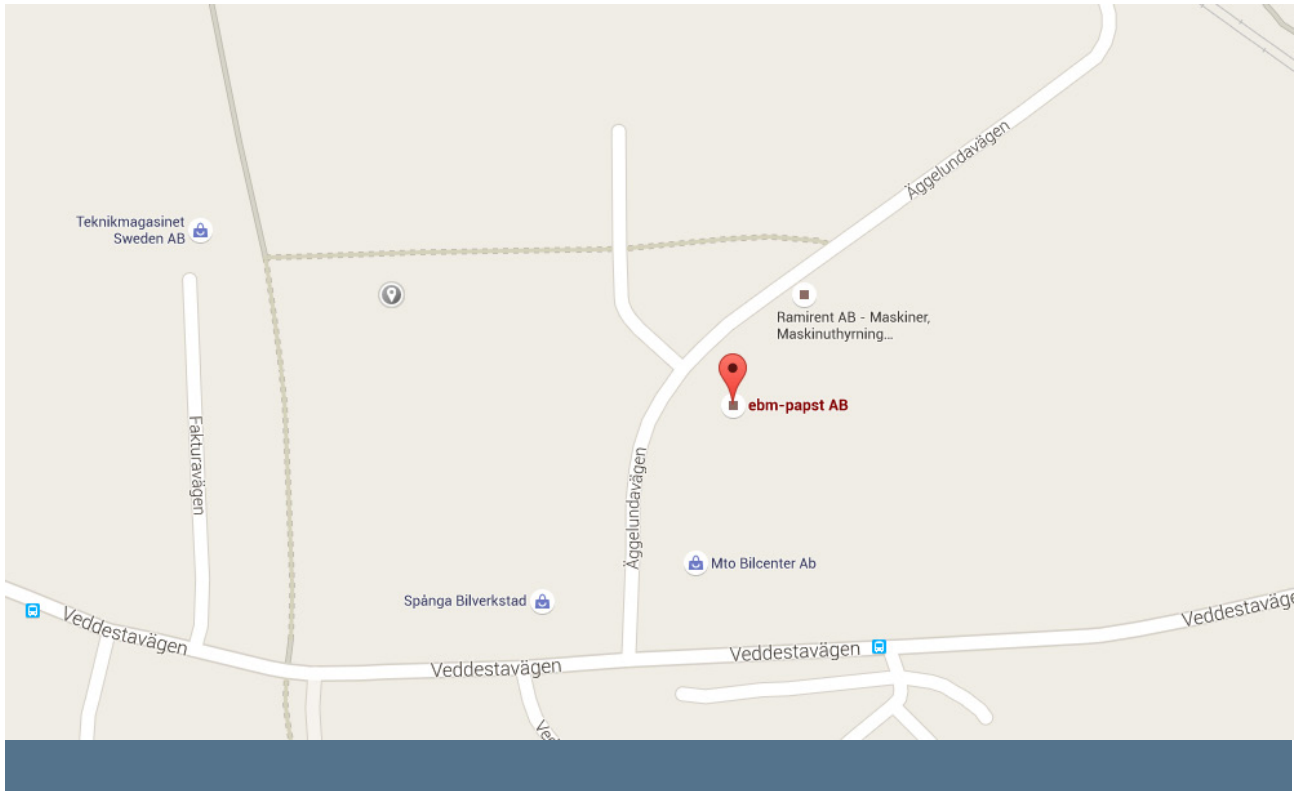 Äggelundavägen
Teknikmagasinet
Sweden AB
Ramirent AB - Maskiner,
Maskinuthyrning...
ebm-papst AB
Fakturavägen
Äggelundavägen
Mto Bilcenter Ab
Spånga Bilverkstad
Veddestavägen
Veddestavägen
Veddestavägen